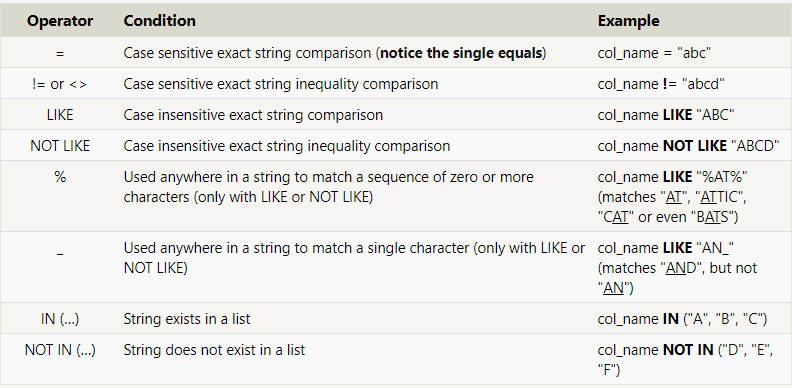 Operator Condition Example
= Case sensitive exact string comparison (notice the single equals) col_name = "abc"
!= or <> Case sensitive exact string inequality comparison col_name != "abcd"
LIKE Case insensitive exact string comparison col_name LIKE "ABC"
NOT LIKE Case insensitive exact string inequality comparison col_name NOT LIKE "ABCD"
% Used anywhere in a string to match a sequence of zero or more col_name LIKE "%AT%"
characters (only with LIKE or NOT LIKE) (matches "AT", "ATTIC",
"CAT" or even "BATS")
_ Used anywhere in a string to match a single character (only with LIKE or col_name LIKE "AN_"
NOT LIKE) (matches "AND", but not
"AN")
IN (...) String exists in a list col_name IN ("A", "B", "C")
NOT IN (...) String does not exist in a list col_name NOT IN ("D", "E",
"F")